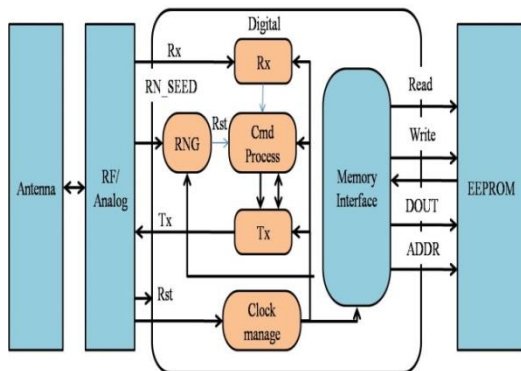 Digital
Rx
Rx
Read
RN_SEED
Rst
RNG
Cmd
Process
Write
Antenna
RF/
Analog
Memory
Interface
EEPROM
Tx
Tx
DOUT
ADDR
Rst
Clock
manage